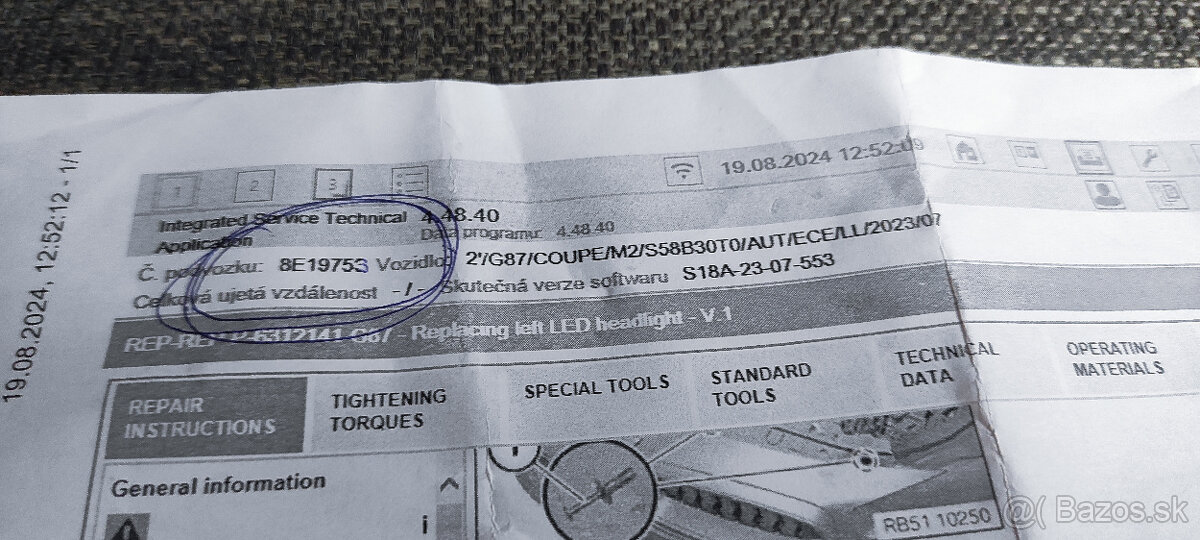 19.08.2024, 12:52:12 - 1/1
1 2 3
19.08.2024 12:52:09
Integrated Service Technical 4.48.40
Application Data programu: 4.48.40
Č. podvozku: 8E19753 Vozidlo: 2'/G87/COUPE/M2/S58B30T0/AUT/ECE/LL/2023/07
Celková ujetá vzdálenost - / - Skutečná verze softwaru S18A-23-07-553
6312141-G87 - Replacing left LED headlight - V.1
REPAIR INSTRUCTIONS
TIGHTENING TORQUES
SPECIAL TOOLS
STANDARD TOOLS
TECHNICAL DATA
OPERATING MATERIALS
General information
i
1
RB51 10250
@( Bazos.sk